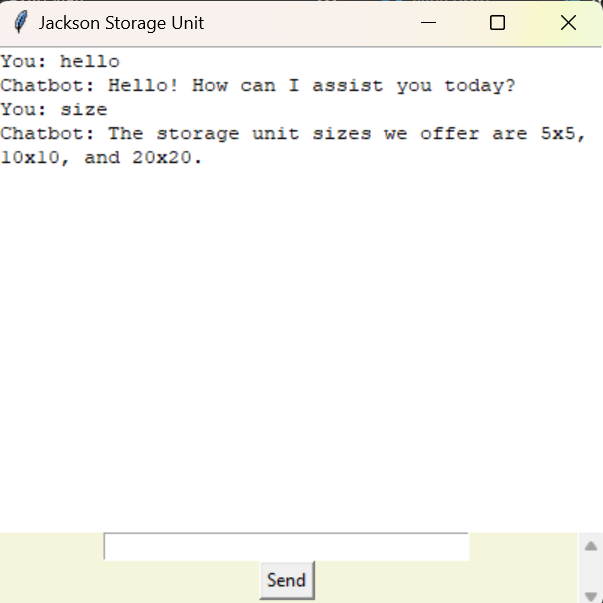 Jackson Storage Unit
You: hello
Chatbot: Hello! How can I assist you today?
You: size
Chatbot: The storage unit sizes we offer are 5x5,
10x10, and 20x20.
Send